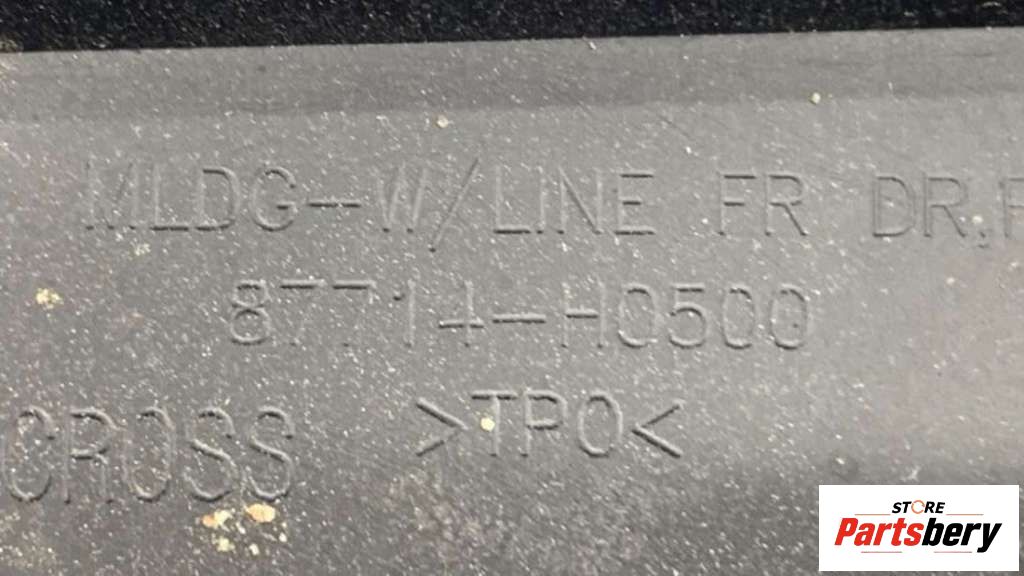 MLDG-W/LINE FR DR,R
87714-H0500
CROSS >TPO<
STORE
Partsbery